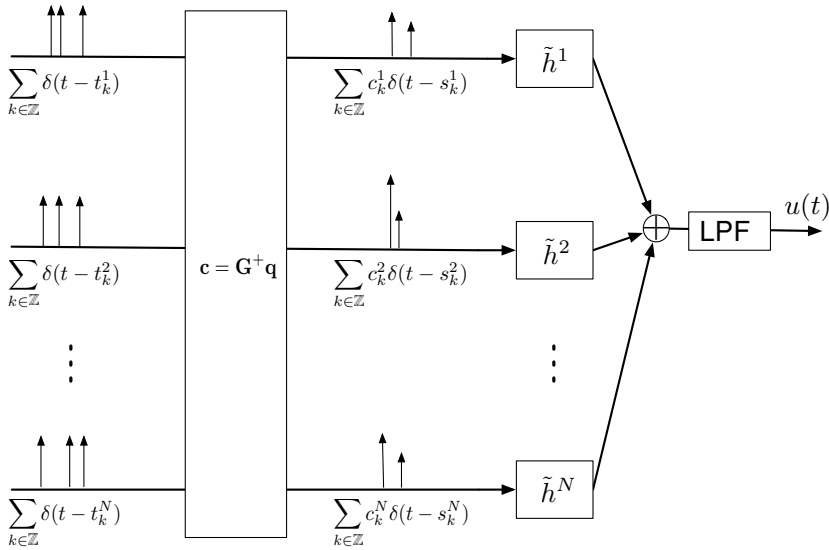 ∑_{k∈ℤ} δ(t − t_k^1)
∑_{k∈ℤ} c_k^1 δ(t − s_k^1)
h̃^1
∑_{k∈ℤ} δ(t − t_k^2)
c = G^+ q
∑_{k∈ℤ} c_k^2 δ(t − s_k^2)
h̃^2
LPF
u(t)
∑_{k∈ℤ} δ(t − t_k^N)
∑_{k∈ℤ} c_k^N δ(t − s_k^N)
h̃^N